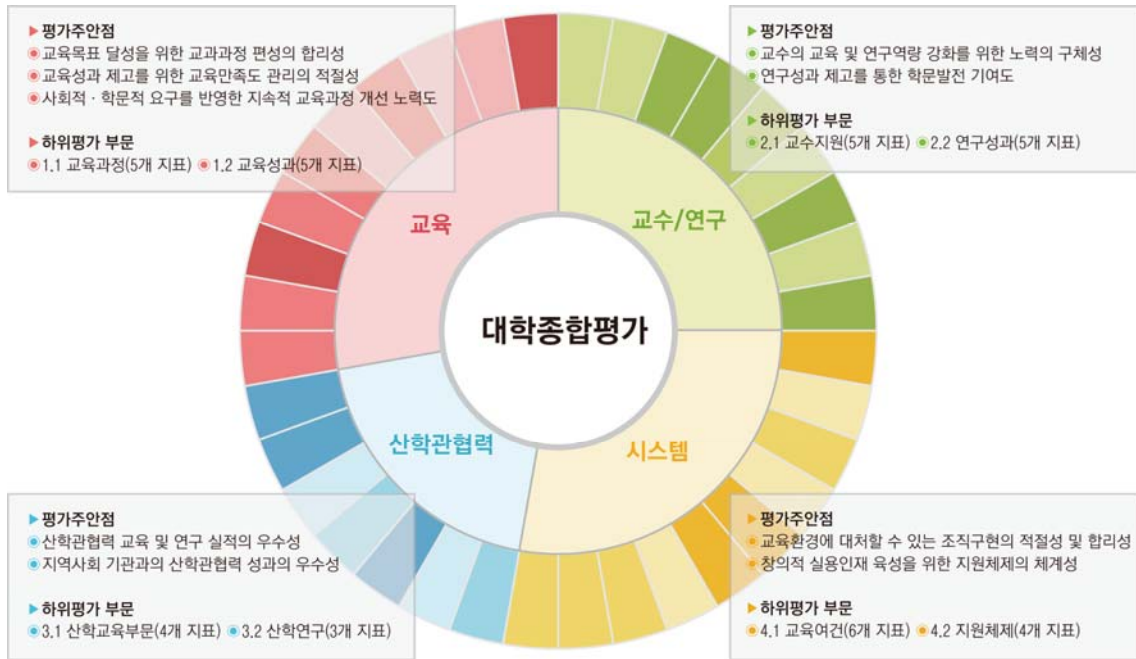 ▶평가주안점
◉교육목표 달성을 위한 교과과정 편성의 합리성
◉교육성과 제고를 위한 교육만족도 관리의 적절성
◉사회적 · 학문적 요구를 반영한 지속적 교육과정 개선 노력도
▶하위평가 부문
◉1.1 교육과정(5개 지표) ◉1.2 교육성과(5개 지표)
▶평가주안점
◉교수의 교육 및 연구역량 강화를 위한 노력의 구체성
◉연구성과 제고를 통한 학문발전 기여도
▶하위평가 부문
◉2.1 교수지원(5개 지표) ◉2.2 연구성과(5개 지표)
교육
교수/연구
대학종합평가
산학관협력
시스템
▶평가주안점
◉산학관협력 교육 및 연구 실적의 우수성
◉지역사회 기관과의 산학관협력 성과의 우수성
▶하위평가 부문
◉3.1 산학교육부문(4개 지표) ◉3.2 산학연구(3개 지표)
▶평가주안점
◉교육환경에 대처할 수 있는 조직구현의 적절성 및 합리성
◉창의적 실용인재 육성을 위한 지원체제의 체계성
▶하위평가 부문
◉4.1 교육여건(6개 지표) ◉4.2 지원체제(4개 지표)